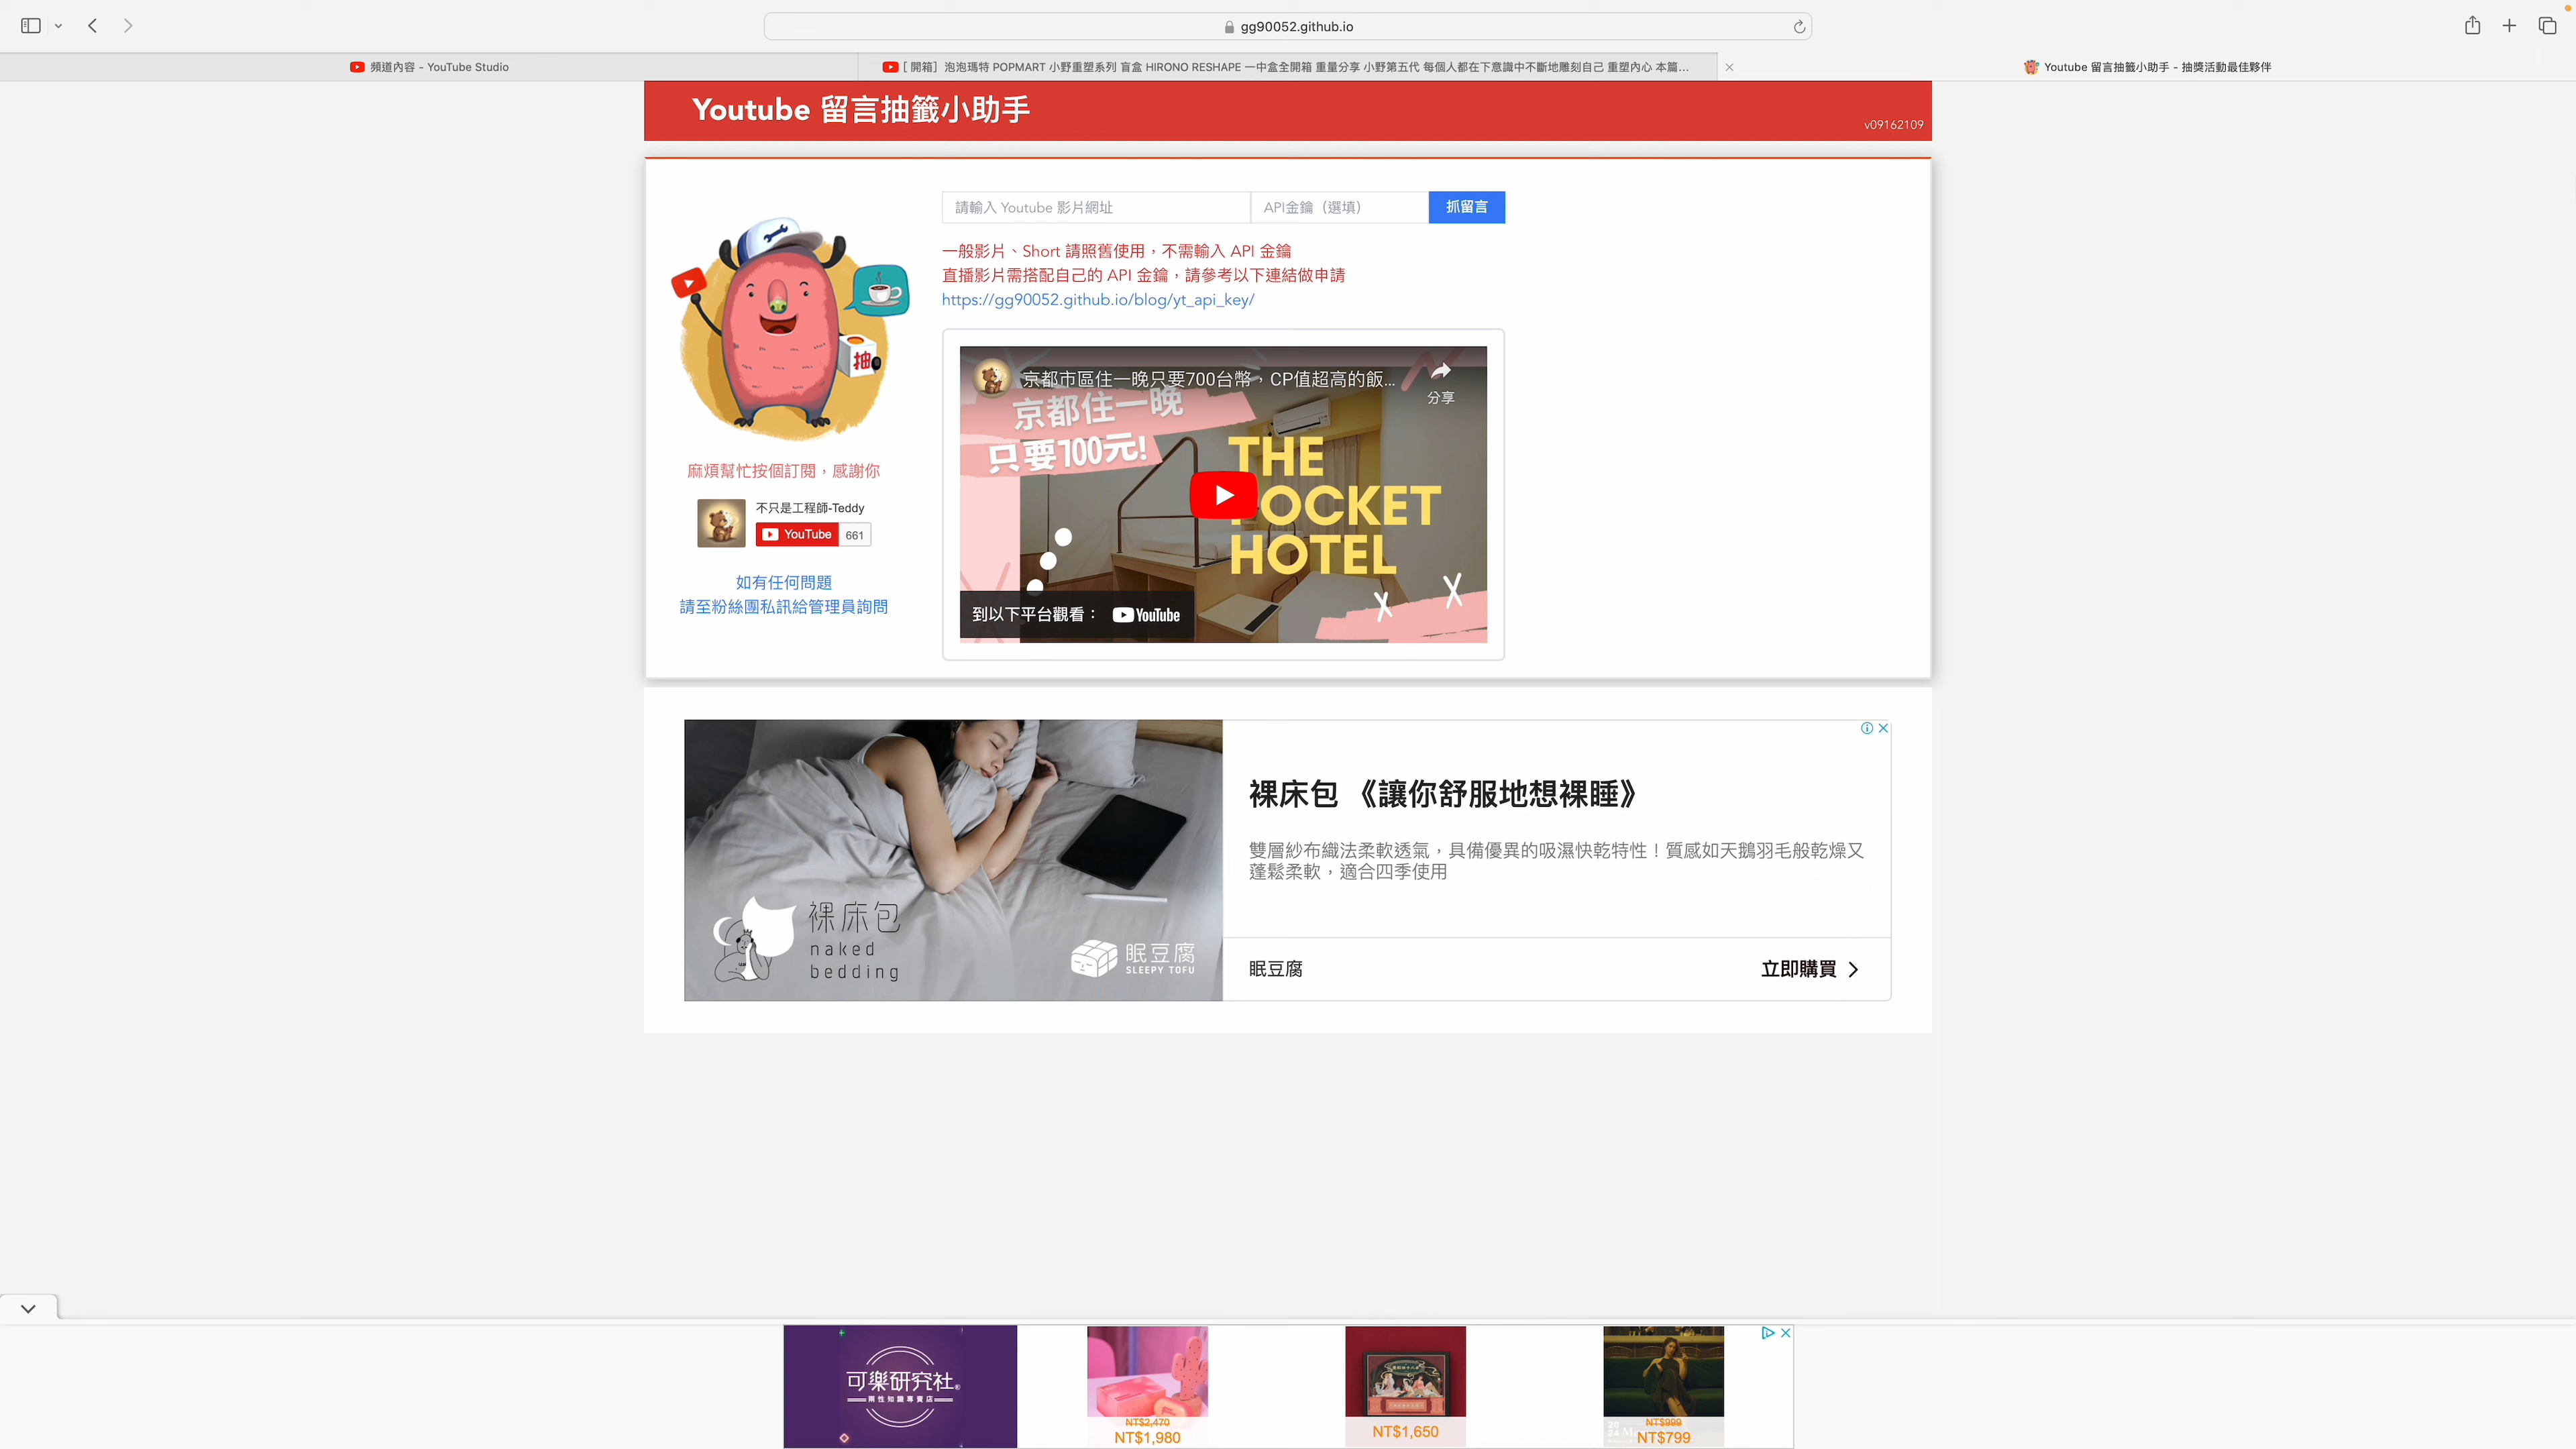 gg90052.github.io
頻道內容 - YouTube Studio
[ 開箱］泡泡瑪特 POPMART 小野重塑系列 盲盒 HIRONO RESHAPE 一中盒全開箱 重量分享 小野第五代 每個人都在下意識中不斷地雕刻自己 重塑內心 本篇...
Youtube 留言抽籤小助手 - 抽獎活動最佳夥伴
Youtube 留言抽籤小助手
v09162109
請輸入 Youtube 影片網址
API金鑰（選填）
抓留言
一般影片、Short 請照舊使用，不需輸入 API 金鑰
直播影片需搭配自己的 API 金鑰，請參考以下連結做申請
https://gg90052.github.io/blog/yt_api_key/
抽
麻煩幫忙按個訂閱，感謝你
不只是工程師-Teddy
YouTube 661
如有任何問題
請至粉絲團私訊給管理員詢問
京都市區住一晚只要700台幣，CP值超高的飯...
分享
京都住一晚
只要700元!
THE
POCKET
HOTEL
到以下平台觀看： YouTube
裸床包
naked
bedding
眠豆腐
SLEEPY TOFU
裸床包 《讓你舒服地想裸睡》
雙層紗布織法柔軟透氣，具備優異的吸濕快乾特性！質感如天鵝羽毛般乾燥又
蓬鬆柔軟，適合四季使用
眠豆腐
立即購買
可樂研究社®
兩性知識專賣店
NT$2,470
NT$1,980
NT$1,650
NT$999
NT$799